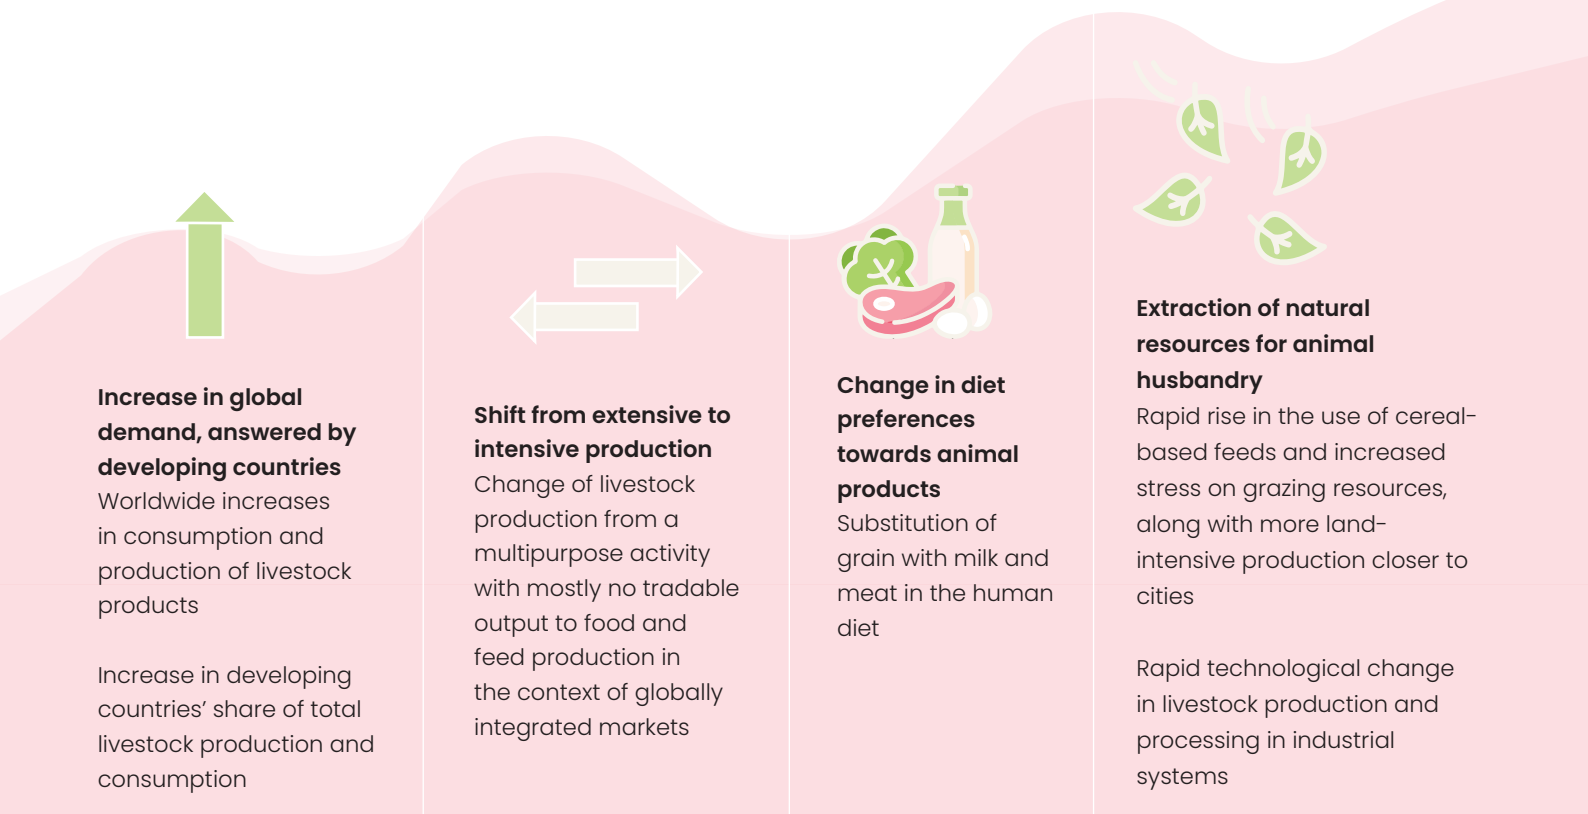 Increase in global
demand, answered by
developing countries
Worldwide increases
in consumption and
production of livestock
products
Increase in developing
countries’ share of total
livestock production and
consumption
Shift from extensive to
intensive production
Change of livestock
production from a
multipurpose activity
with mostly no tradable
output to food and
feed production in
the context of globally
integrated markets
Change in diet
preferences
towards animal
products
Substitution of
grain with milk and
meat in the human
diet
Extraction of natural
resources for animal
husbandry
Rapid rise in the use of cereal-
based feeds and increased
stress on grazing resources,
along with more land-
intensive production closer to
cities
Rapid technological change
in livestock production and
processing in industrial
systems